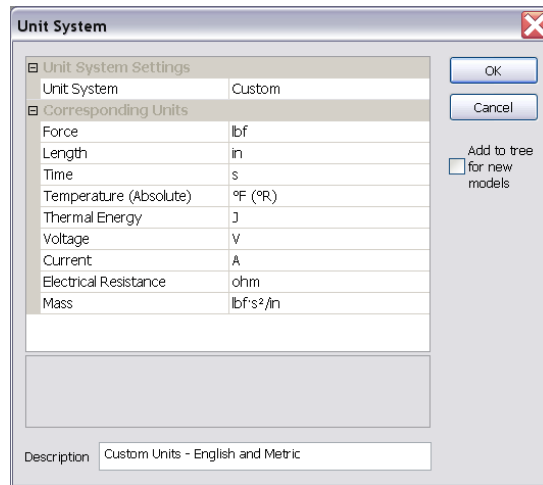 Unit System
Unit System Settings
Unit System Custom
Corresponding Units
Force lbf
Length in
Time s
Temperature (Absolute) °F (°R)
Thermal Energy J
Voltage V
Current A
Electrical Resistance ohm
Mass lbf·s²/in
OK
Cancel
Add to tree
for new
models
Description Custom Units - English and Metric